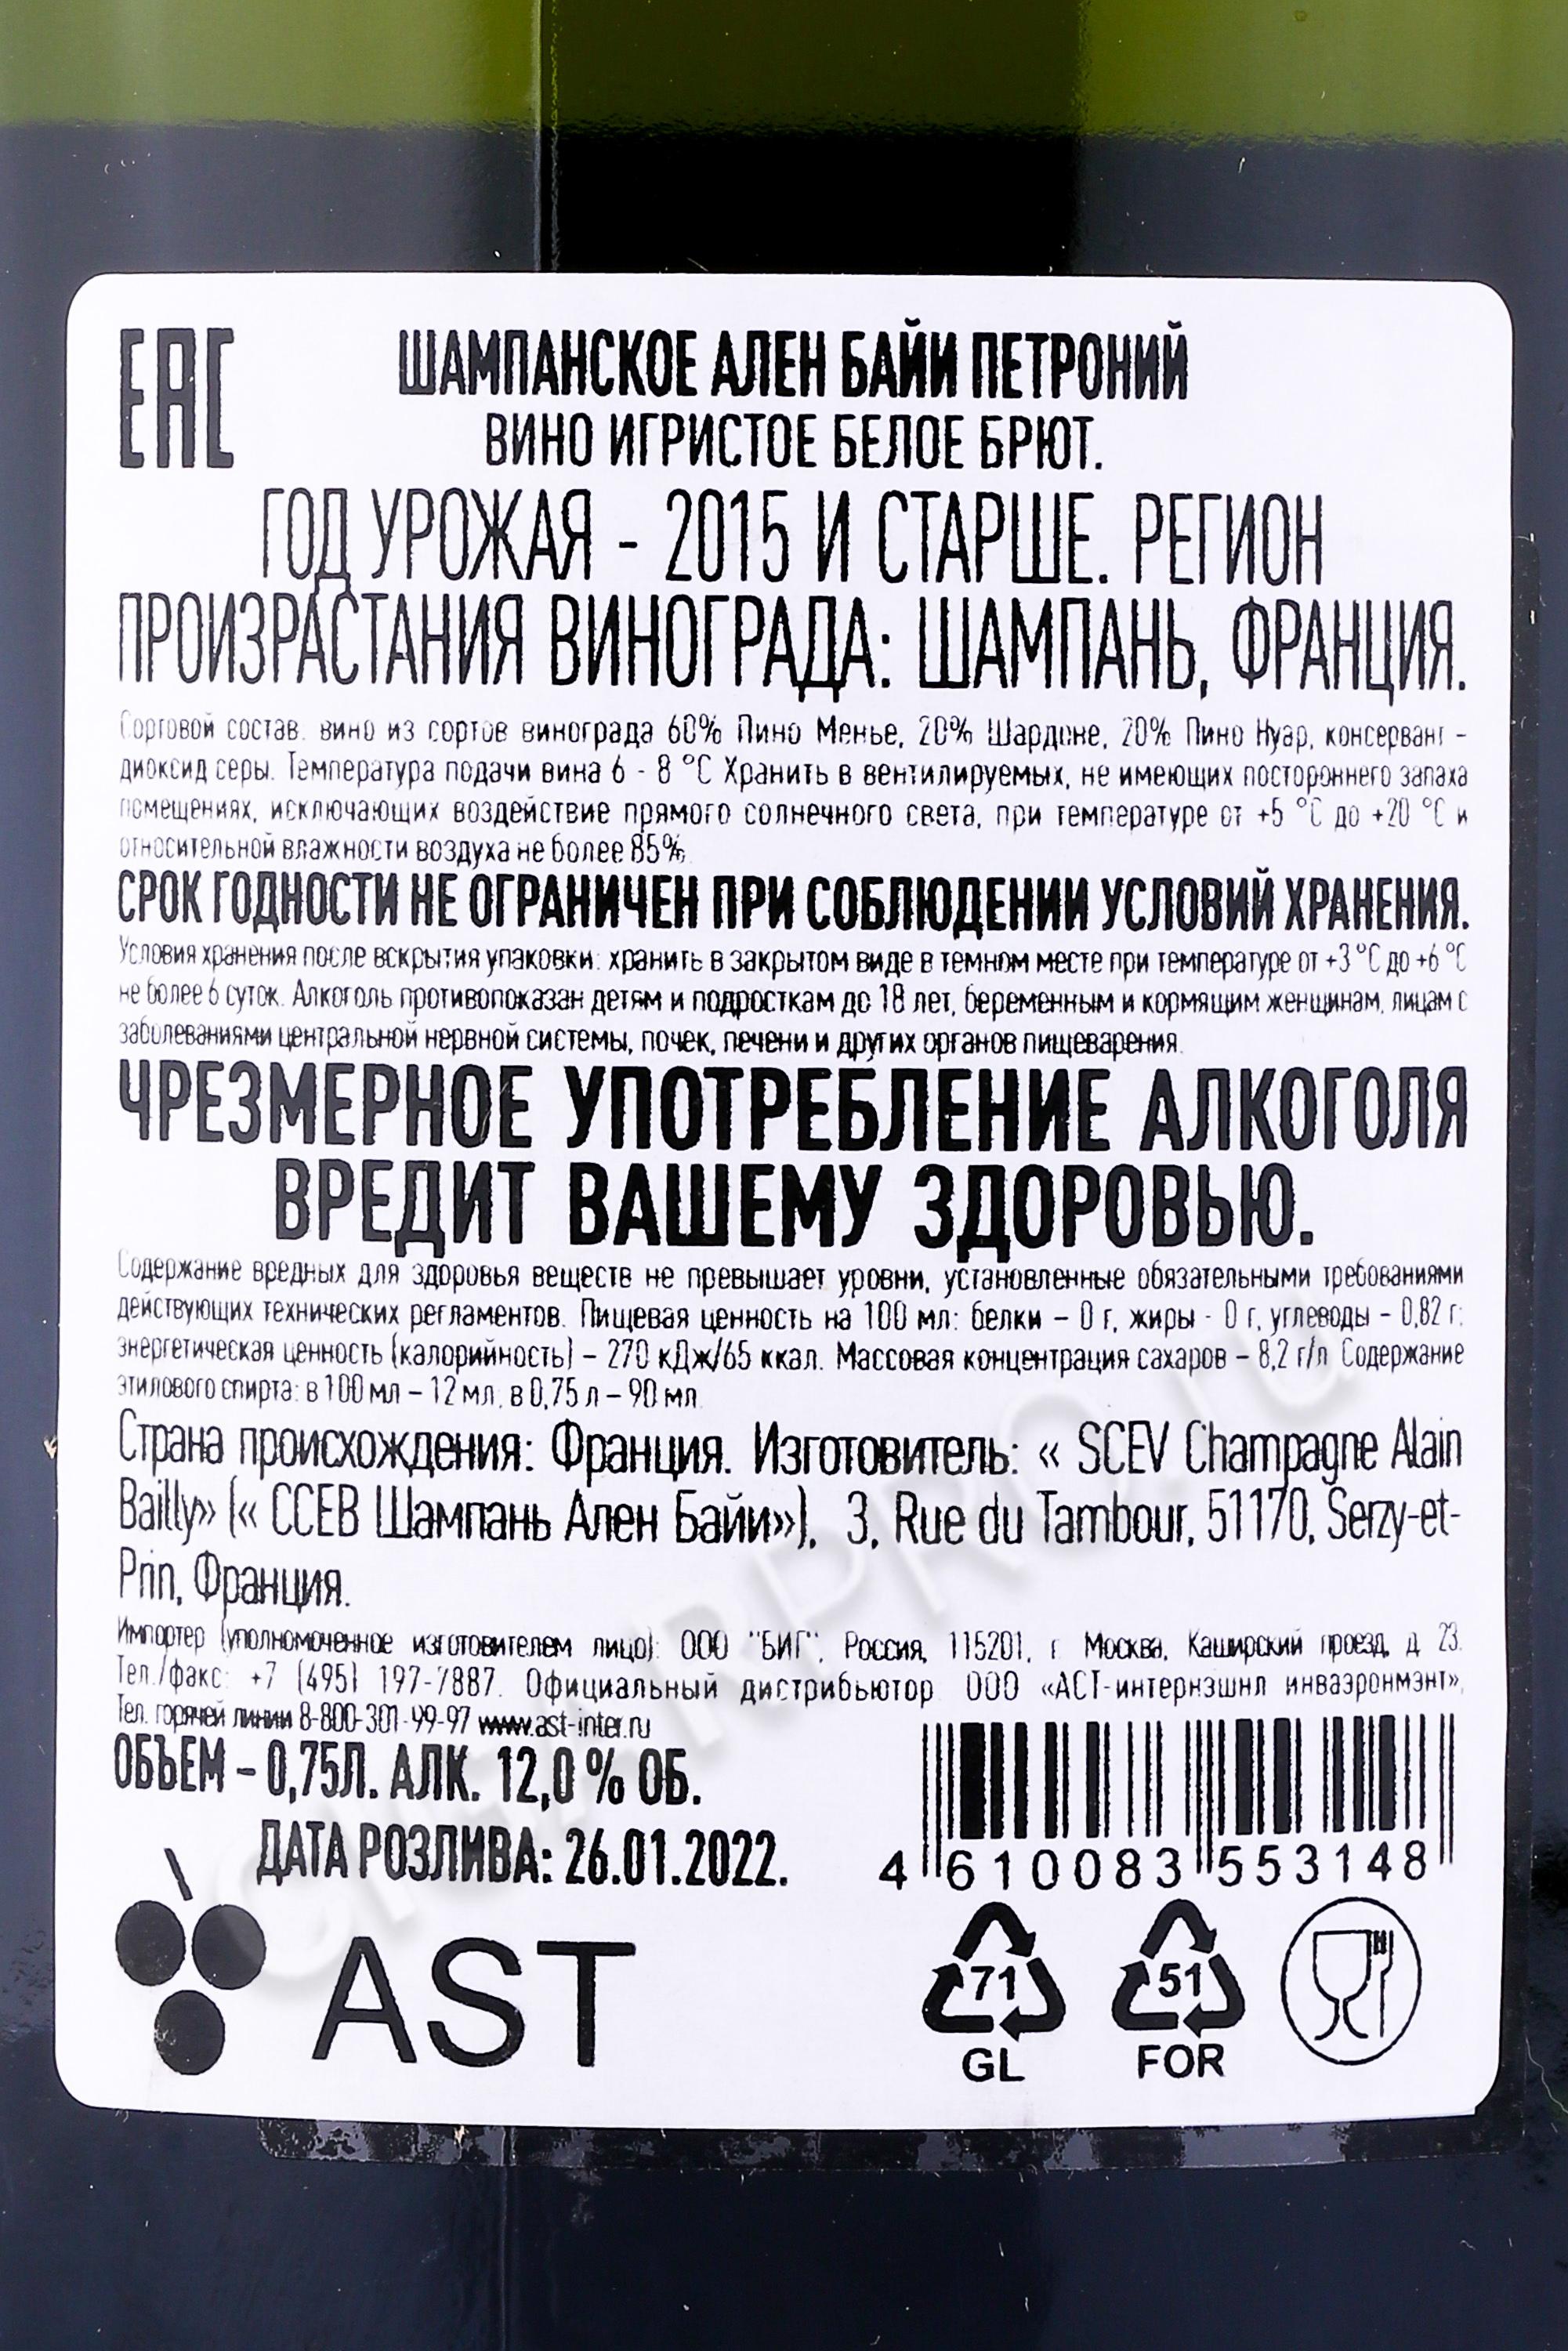 EAC
ШАМПАНСКОЕ АЛЕН БАЙИ ПЕТРОНИЙ
ВИНО ИГРИСТОЕ БЕЛОЕ БРЮТ.
ГОД УРОЖАЯ - 2015 И СТАРШЕ. РЕГИОН
ПРОИЗРАСТАНИЯ ВИНОГРАДА: ШАМПАНЬ, ФРАНЦИЯ.
Сортовой состав: вино из сортов винограда 60% Пино Менье, 20% Шардоне, 20% Пино Нуар, консервант -
диоксид серы. Температура подачи вина 6 - 8 °С Хранить в вентилируемых, не имеющих постороннего запаха
помещениях, исключающих воздействие прямого солнечного света, при температуре от +5 °С до +20 °С и
относительной влажности воздуха не более 85%.
СРОК ГОДНОСТИ НЕ ОГРАНИЧЕН ПРИ СОБЛЮДЕНИИ УСЛОВИЙ ХРАНЕНИЯ.
Условия хранения после вскрытия упаковки: хранить в закрытом виде в темном месте при температуре от +3 °С до +6 °С
не более 6 суток. Алкоголь противопоказан детям и подросткам до 18 лет, беременным и кормящим женщинам, лицам с
заболеваниями центральной нервной системы, почек, печени и других органов пищеварения.
ЧРЕЗМЕРНОЕ УПОТРЕБЛЕНИЕ АЛКОГОЛЯ
ВРЕДИТ ВАШЕМУ ЗДОРОВЬЮ.
Содержание вредных для здоровья веществ не превышает уровни, установленные обязательными требованиями
действующих технических регламентов. Пищевая ценность на 100 мл: белки – 0 г, жиры - 0 г, углеводы – 0,82 г;
энергетическая ценность (калорийность) – 270 кДж/65 ккал. Массовая концентрация сахаров – 8,2 г/л. Содержание
этилового спирта: в 100 мл – 12 мл; в 0,75 л – 90 мл.
Страна происхождения: Франция. Изготовитель: « SCEV Champagne Alain
Bailly» (« ССЕВ Шампань Ален Байи»), 3, Rue du Tambour, 51170, Serzy-et-
Prin, Франция.
Импортер (уполномоченное изготовителем лицо): ООО "БИГ", Россия, 115201, г. Москва, Каширский проезд, д. 23.
Тел./факс: +7 (495) 197-7887. Официальный дистрибьютор ООО «АСТ-интернэшнл инваэронмэнт»,
Тел. горячей линии 8-800-301-99-97 www.ast-inter.ru
ОБЪЕМ – 0,75Л. АЛК. 12,0 % ОБ.
ДАТА РОЗЛИВА: 26.01.2022.
4 610083 553148
AST
71
GL
51
FOR
CIGARPRO.ru